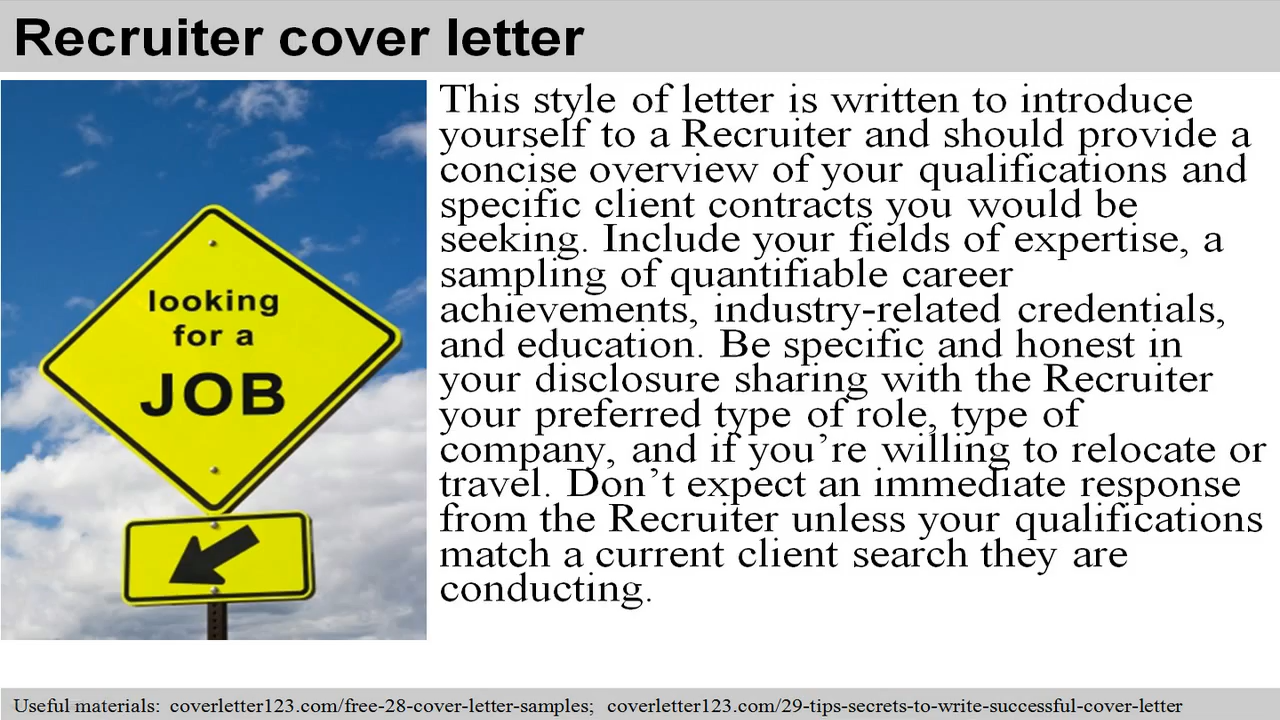 Recruiter cover letter
looking
for a
JOB
This style of letter is written to introduce
yourself to a Recruiter and should provide a
concise overview of your qualifications and
specific client contracts you would be
seeking. Include your fields of expertise, a
sampling of quantifiable career
achievements, industry-related credentials,
and education. Be specific and honest in
your disclosure sharing with the Recruiter
your preferred type of role, type of
company, and if you’re willing to relocate or
travel. Don’t expect an immediate response
from the Recruiter unless your qualifications
match a current client search they are
conducting.
Useful materials: coverletter123.com/free-28-cover-letter-samples; coverletter123.com/29-tips-secrets-to-write-successful-cover-letter